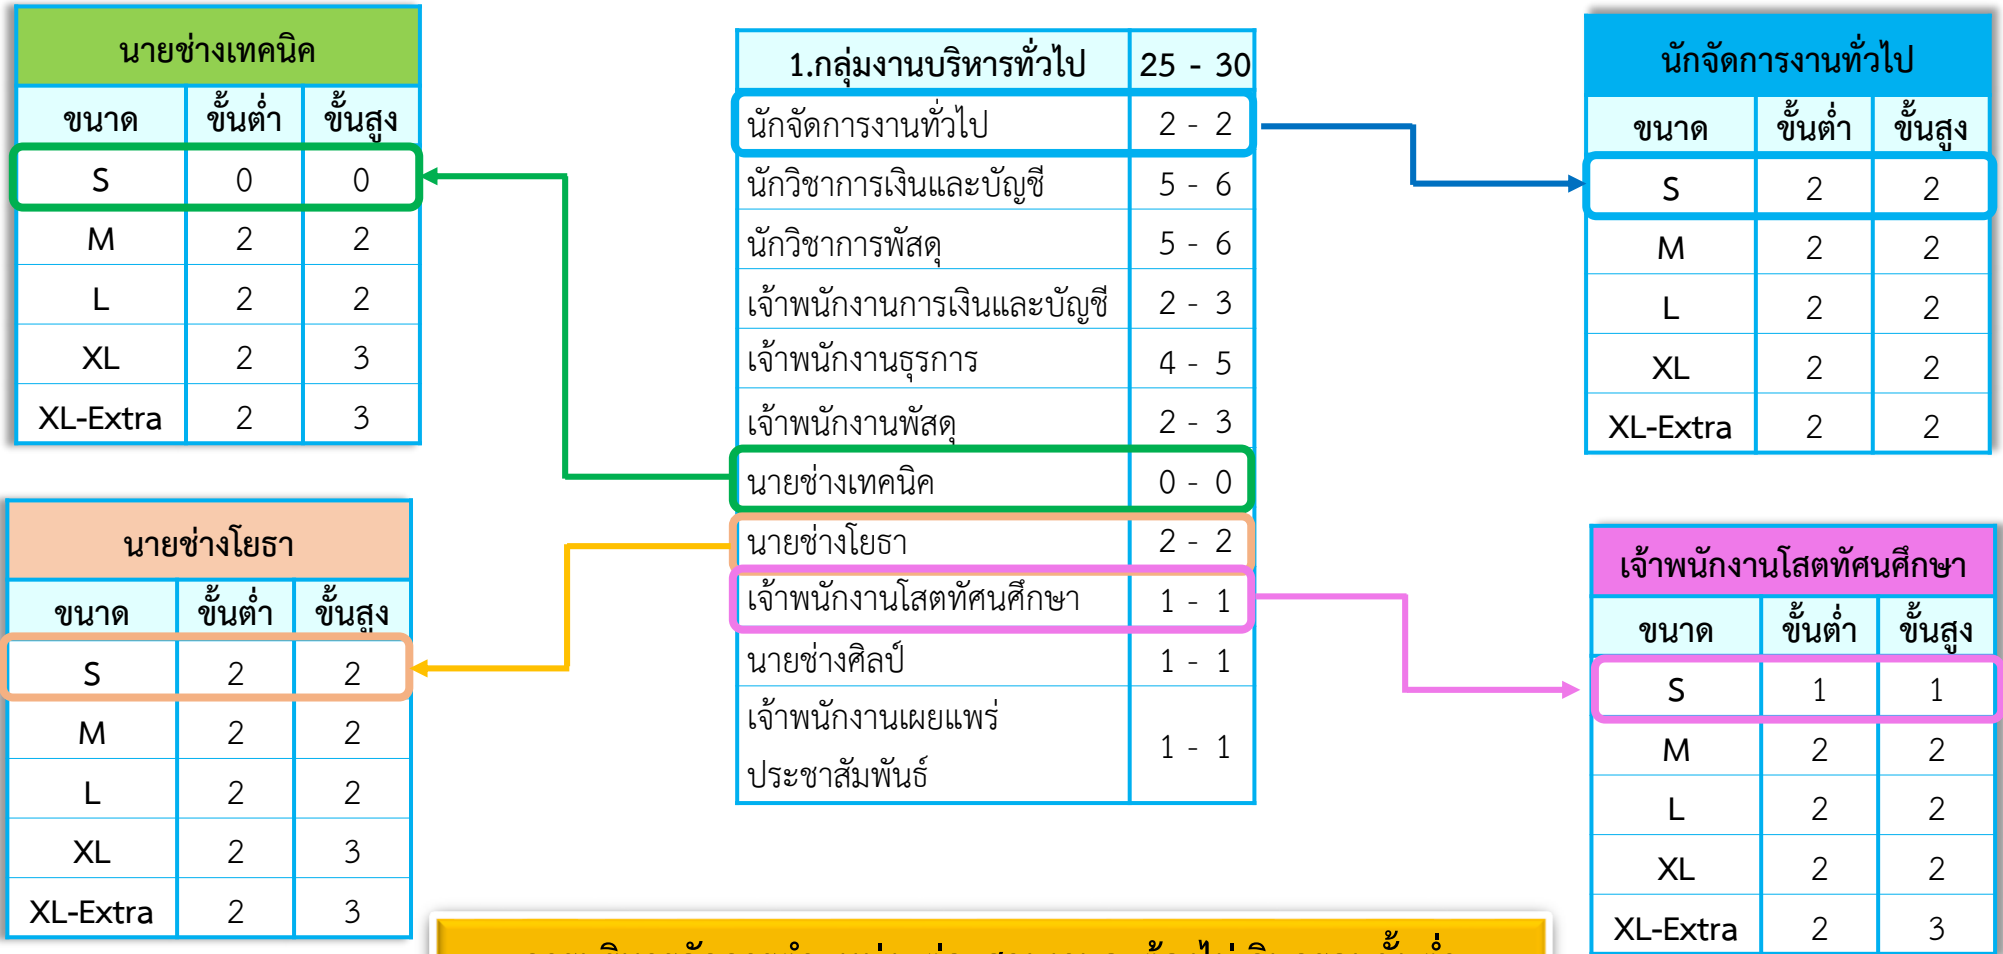 นายช่างเทคนิค
ขนาด ขั้นต่ำ ขั้นสูง
S 0 0
M 2 2
L 2 2
XL 2 3
XL-Extra 2 3
นายช่างโยธา
ขนาด ขั้นต่ำ ขั้นสูง
S 2 2
M 2 2
L 2 2
XL 2 3
XL-Extra 2 3
1.กลุ่มงานบริหารทั่วไป 25 - 30
นักจัดการงานทั่วไป 2 - 2
นักวิชาการเงินและบัญชี 5 - 6
นักวิชาการพัสดุ 5 - 6
เจ้าพนักงานการเงินและบัญชี 2 - 3
เจ้าพนักงานธุรการ 4 - 5
เจ้าพนักงานพัสดุ 2 - 3
นายช่างเทคนิค 0 - 0
นายช่างโยธา 2 - 2
เจ้าพนักงานโสตทัศนศึกษา 1 - 1
นายช่างศิลป์ 1 - 1
เจ้าพนักงานเผยแพร่
ประชาสัมพันธ์ 1 - 1
นักจัดการงานทั่วไป
ขนาด ขั้นต่ำ ขั้นสูง
S 2 2
M 2 2
L 2 2
XL 2 2
XL-Extra 2 2
เจ้าพนักงานโสตทัศนศึกษา
ขนาด ขั้นต่ำ ขั้นสูง
S 1 1
M 2 2
L 2 2
XL 2 2
XL-Extra 2 3